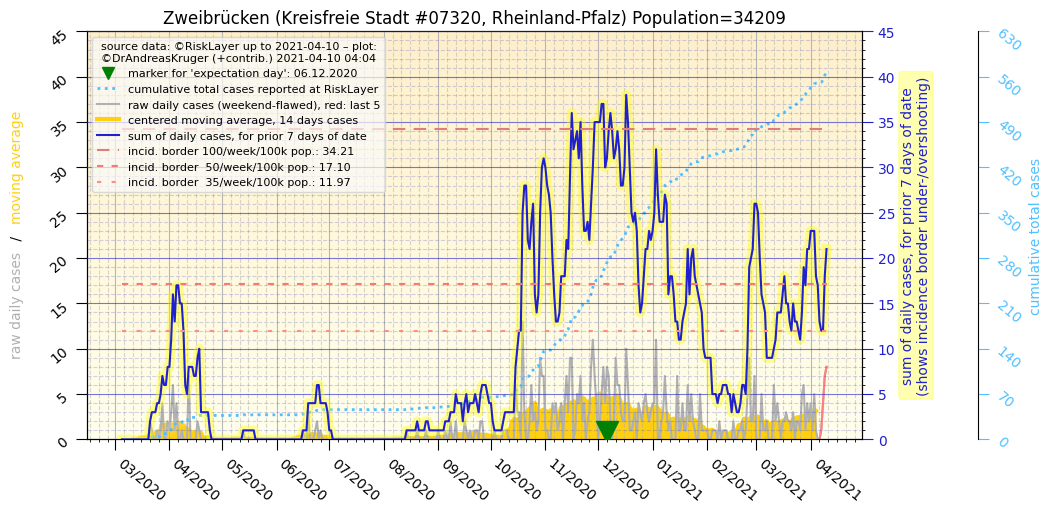 Zweibrücken (Kreisfreie Stadt #07320, Rheinland-Pfalz) Population=34209
source data: ©RiskLayer up to 2021-04-10 – plot:
©DrAndreasKruger (+contrib.) 2021-04-10 04:04
marker for 'expectation day': 06.12.2020
cumulative total cases reported at RiskLayer
raw daily cases (weekend-flawed), red: last 5
centered moving average, 14 days cases
sum of daily cases, for prior 7 days of date
incid. border 100/week/100k pop.: 34.21
incid. border  50/week/100k pop.: 17.10
incid. border  35/week/100k pop.: 11.97
raw daily cases  /  moving average
45
40
35
30
25
20
15
10
5
0
03/2020
04/2020
05/2020
06/2020
07/2020
08/2020
09/2020
10/2020
11/2020
12/2020
01/2021
02/2021
03/2021
04/2021
45
40
35
30
25
20
15
10
5
0
sum of daily cases, for prior 7 days of date
(shows incidence border under-/overshooting)
630
560
490
420
350
280
210
140
70
0
cumulative total cases